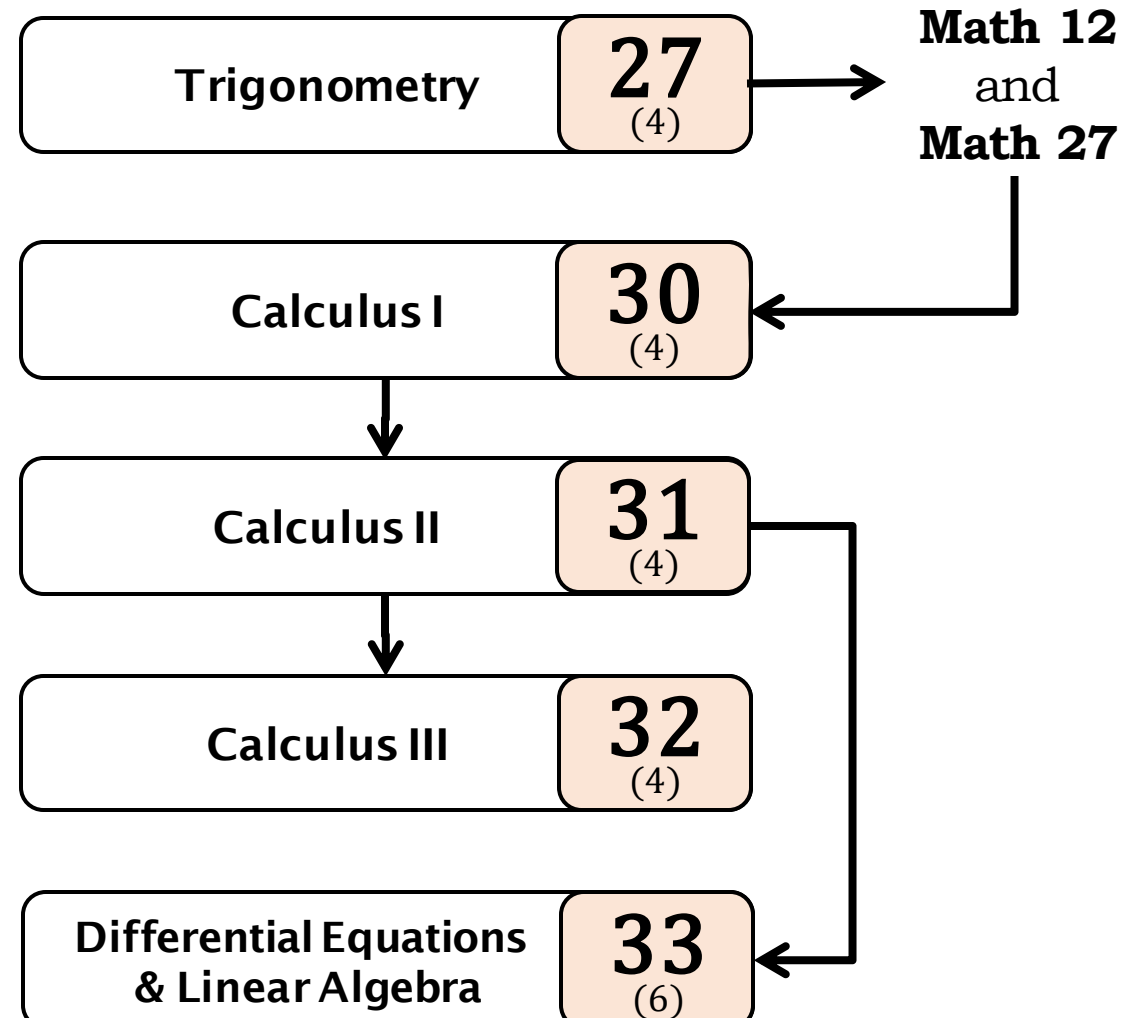 Trigonometry
27
(4)
Math 12
and
Math 27
Calculus I
30
(4)
Calculus II
31
(4)
Calculus III
32
(4)
Differential Equations
& Linear Algebra
33
(6)